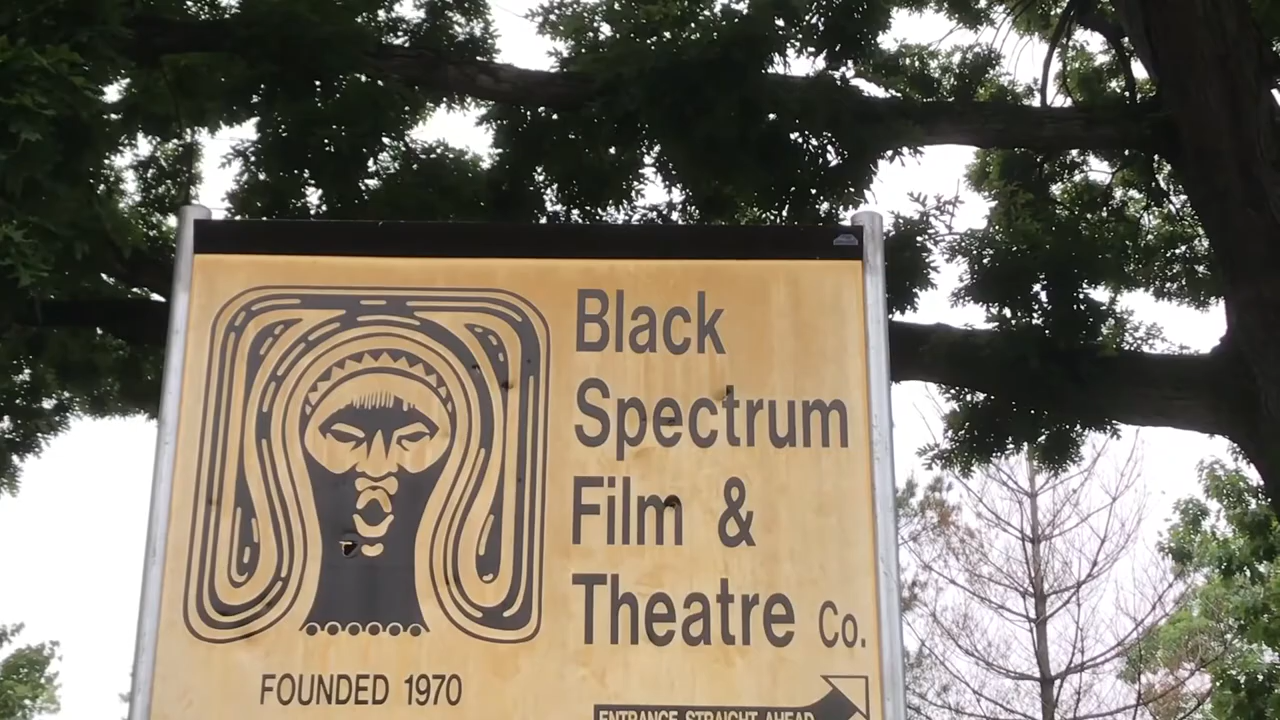 Black
Spectrum
Film &
Theatre Co.
FOUNDED 1970
ENTRANCE STRAIGHT AHEAD